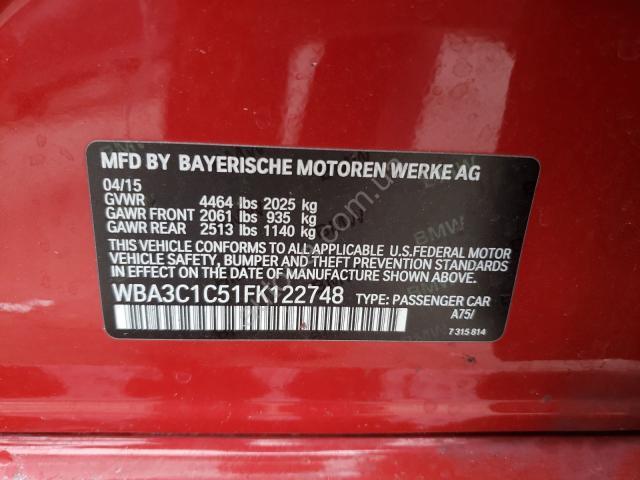 MFD BY BAYERISCHE MOTOREN WERKE AG
04/15
GVWR 4464 lbs 2025 kg
GAWR FRONT 2061 lbs 935 kg
GAWR REAR 2513 lbs 1140 kg
THIS VEHICLE CONFORMS TO ALL APPLICABLE U.S.FEDERAL MOTOR
VEHICLE SAFETY, BUMPER AND THEFT PREVENTION STANDARDS
IN EFFECT ON THE DATE OF MANUFACTURE SHOWN ABOVE.
WBA3C1C51FK122748 TYPE: PASSENGER CAR
A75/
7 315 814
BMW